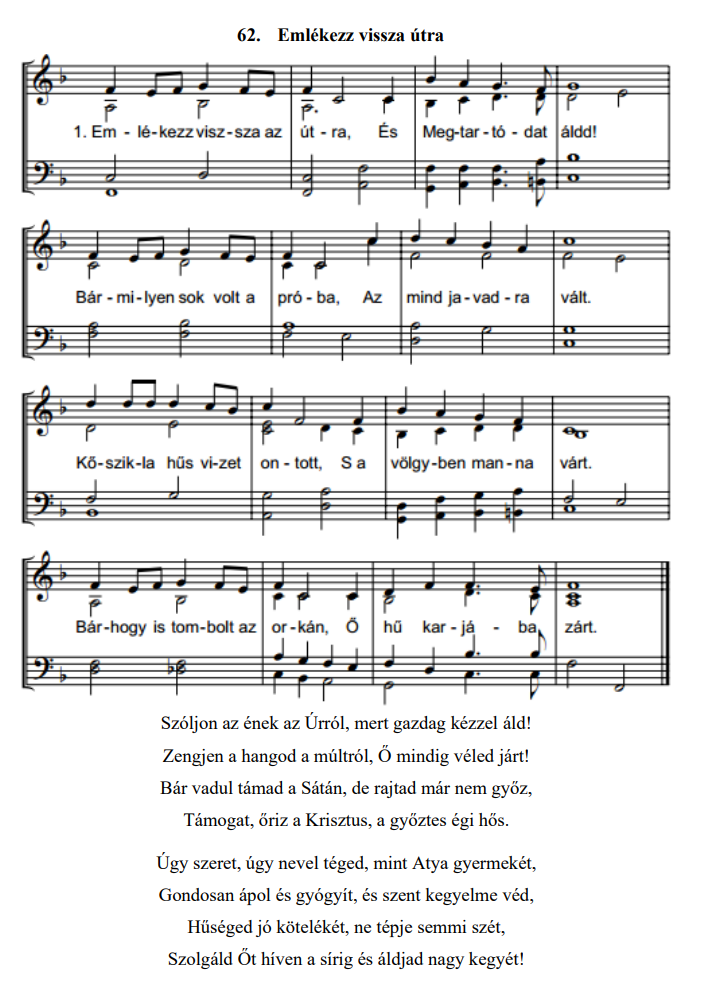 62. Emlékezz vissza útra
1. Em - lé-kezz visz-sza az út - ra, És Meg-tar-tó-dat áldd!
Bár - mi-lyen sok volt a pró-ba, Az mind ja-vad-ra vált.
Kő-szik-la hűs vi-zet on-tott, S a völgy-ben man-na várt.
Bár-hogy is tom-bolt az or-kán, Ő hű kar-já - ba zárt.
Szóljon az ének az Úrról, mert gazdag kézzel áld!
Zengjen a hangod a múltról, Ő mindig véled járt!
Bár vadul támad a Sátán, de rajtad már nem győz,
Támogat, őriz a Krisztus, a győztes égi hős.
Úgy szeret, úgy nevel téged, mint Atya gyermekét,
Gondosan ápol és gyógyít, és szent kegyelme véd,
Hűséged jó kötelékét, ne tépje semmi szét,
Szolgáld Őt híven a sírig és áldjad nagy kegyét!